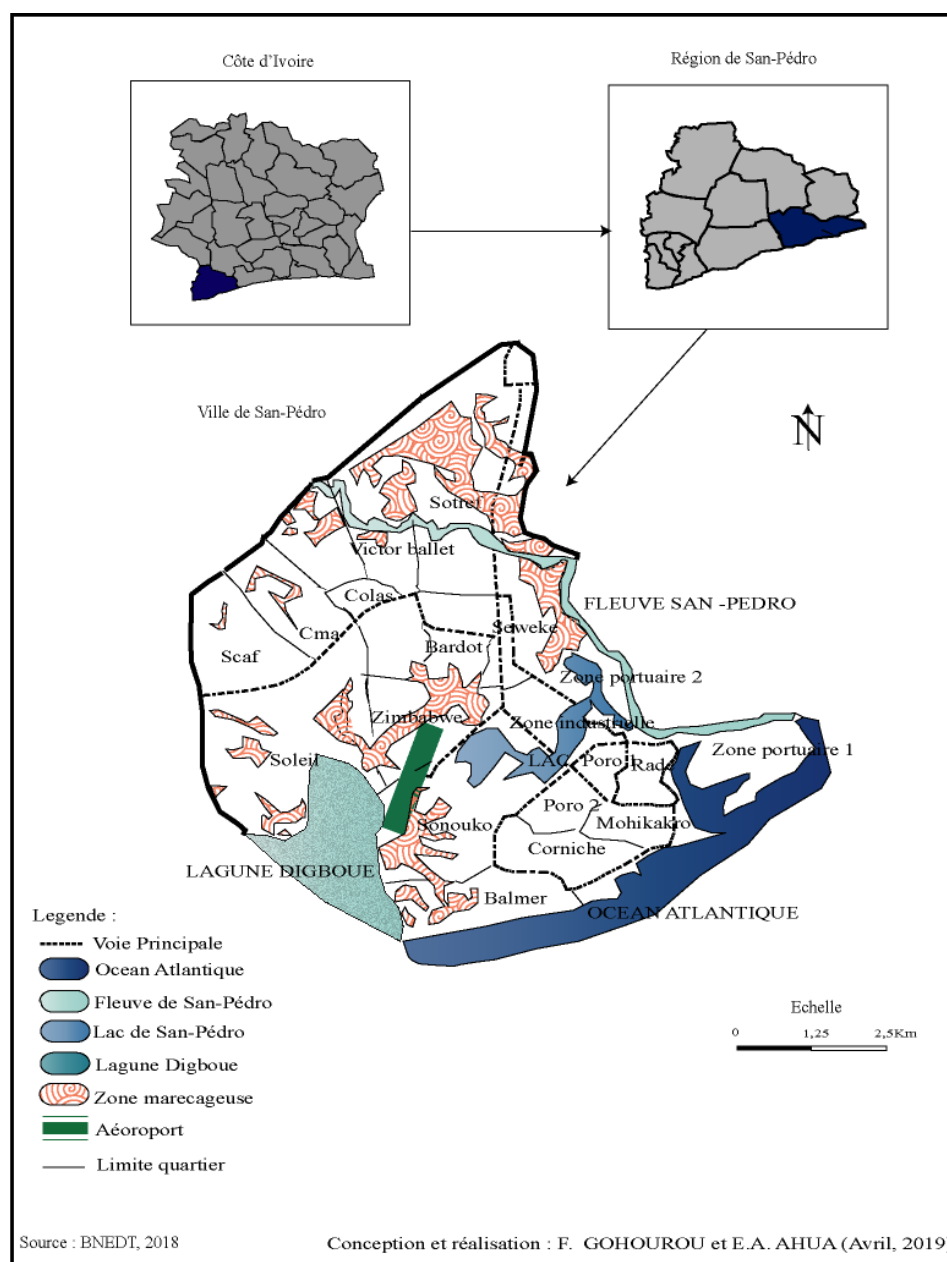 Côte d'Ivoire
Région de San-Pédro
Ville de San-Pédro
N
Sotref
Victor ballet
Colas
FLEUVE SAN -PEDRO
Seweke
Cma
Scaf
Bardot
Zone portuaire 2
Zimbabwe
Zone industrielle
Zone portuaire 1
Soleil
LAC
Poro 1
Rade
Poro 2
Sonouko
Mohikakro
Corniche
LAGUNE DIGBOUE
Balmer
OCEAN ATLANTIQUE
Legende :
Voie Principale
Ocean Atlantique
Fleuve de San-Pédro
Lac de San-Pédro
Lagune Digboue
Zone marecageuse
Aéoroport
Limite quartier
Echelle
0 1,25 2,5Km
Source : BNEDT, 2018
Conception et réalisation : F. GOHOUROU et E.A. AHUA (Avril, 2019)